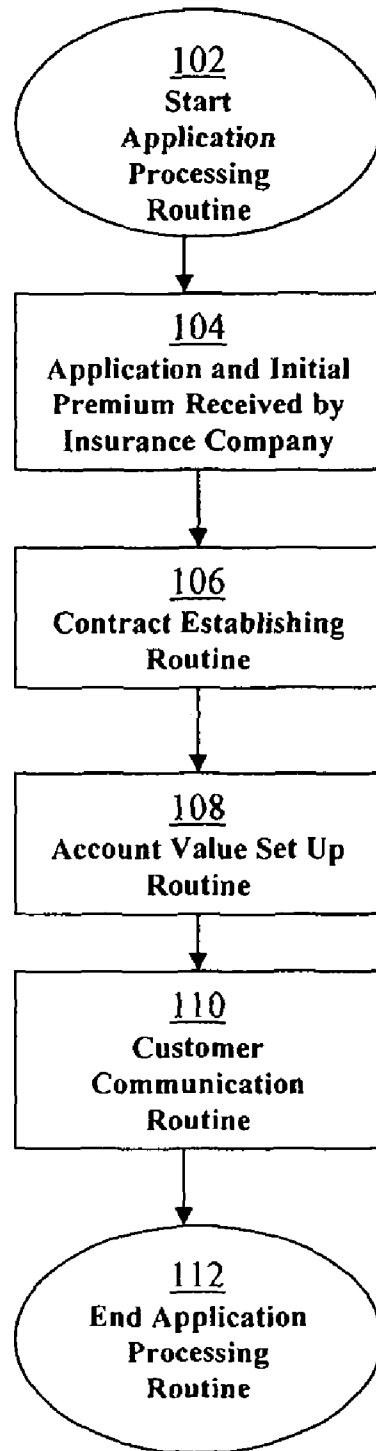 102
Start
Application
Processing
Routine
104
Application and Initial
Premium Received by
Insurance Company
106
Contract Establishing
Routine
108
Account Value Set Up
Routine
110
Customer
Communication
Routine
112
End Application
Processing
Routine